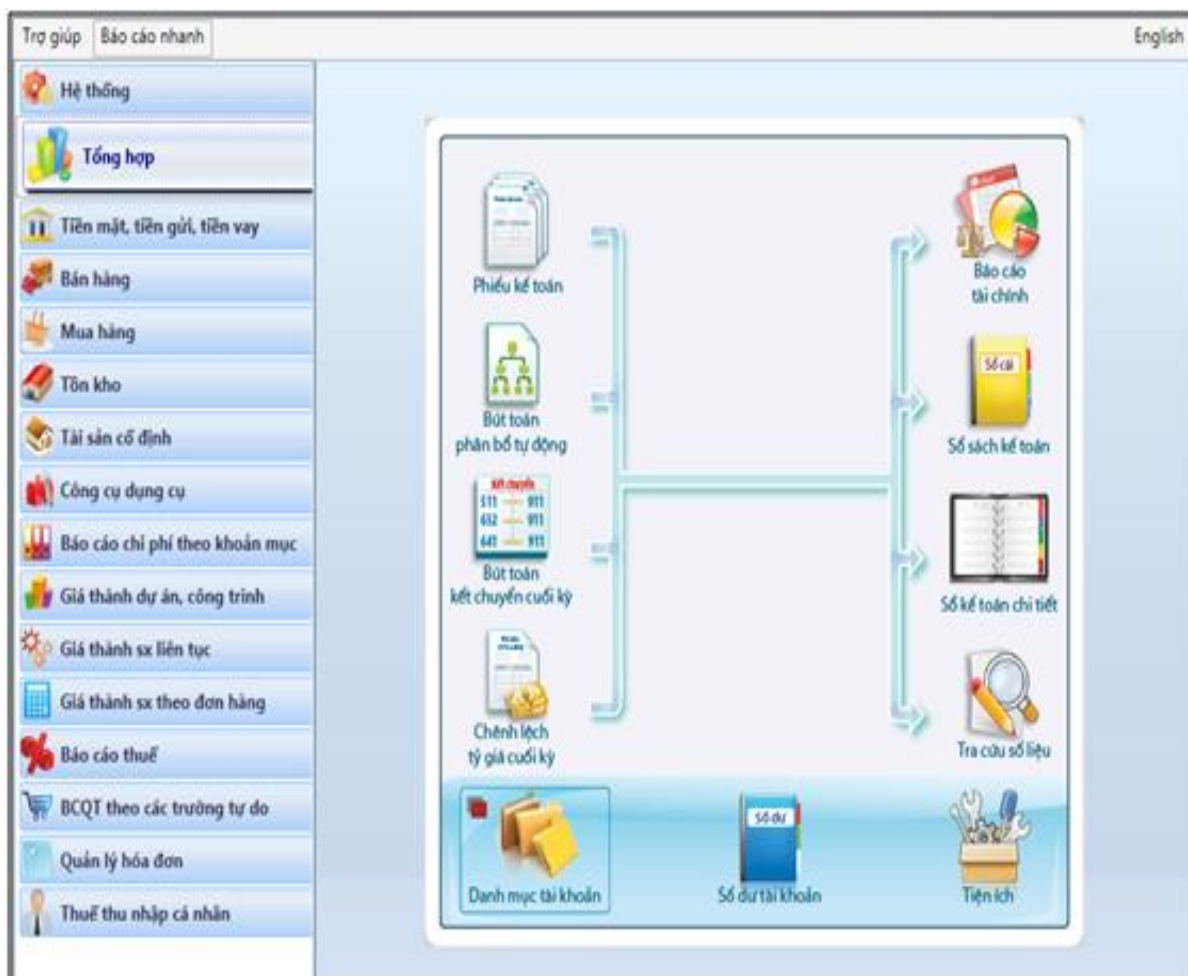 Trợ giúp Báo cáo nhanh English
Hệ thống
Tổng hợp
Tiền mặt, tiền gửi, tiền vay
Bán hàng
Mua hàng
Tồn kho
Tài sản cố định
Công cụ dụng cụ
Báo cáo chi phí theo khoản mục
Giá thành dự án, công trình
Giá thành sx liên tục
Giá thành sx theo đơn hàng
Báo cáo thuế
BCQT theo các trường tự do
Quản lý hóa đơn
Thuế thu nhập cá nhân
Phiếu kế toán
Bút toán
phân bổ tự động
Kết chuyển
511 911
632 911
641 911
Bút toán
kết chuyển cuối kỳ
Chênh lệch
tỷ giá cuối kỳ
Báo cáo
tài chính
Sổ cái
Sổ sách kế toán
Sổ kế toán chi tiết
Tra cứu số liệu
Danh mục tài khoản
Số dư
Số dư tài khoản
Tiện ích